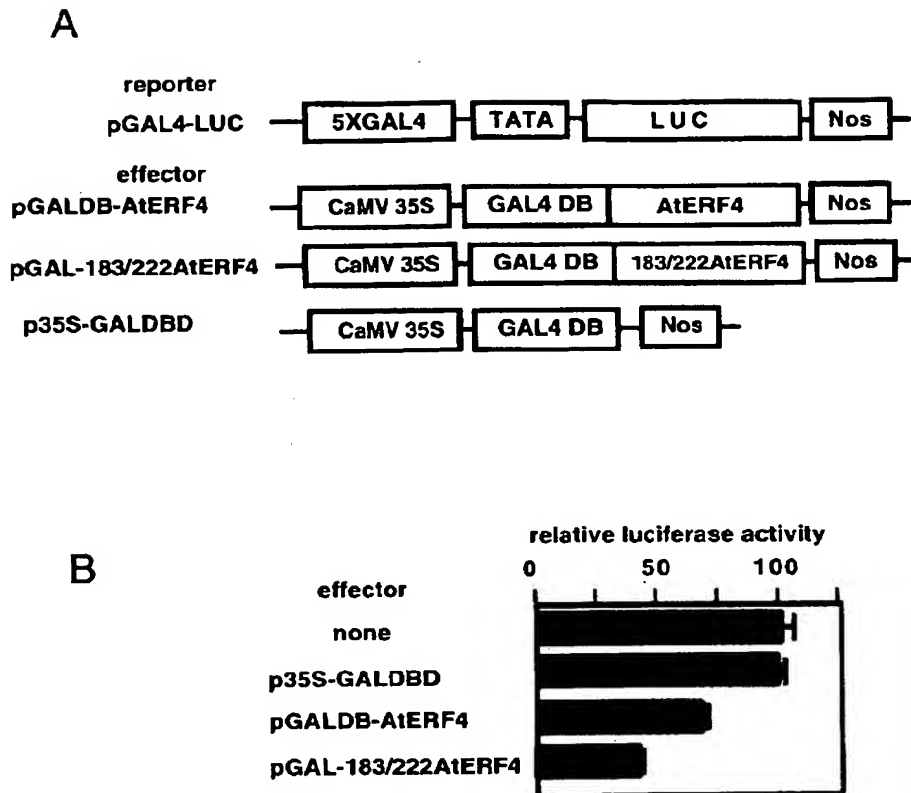 A
reporter
pGAL4-LUC 5XGAL4 TATA LUC Nos
effector
pGALDB-AtERF4 CaMV 35S GAL4 DB AtERF4 Nos
pGAL-183/222AtERF4 CaMV 35S GAL4 DB 183/222AtERF4 Nos
p35S-GALDBD CaMV 35S GAL4 DB Nos
B
relative luciferase activity
0 50 100
effector
none
p35S-GALDBD
pGALDB-AtERF4
pGAL-183/222AtERF4